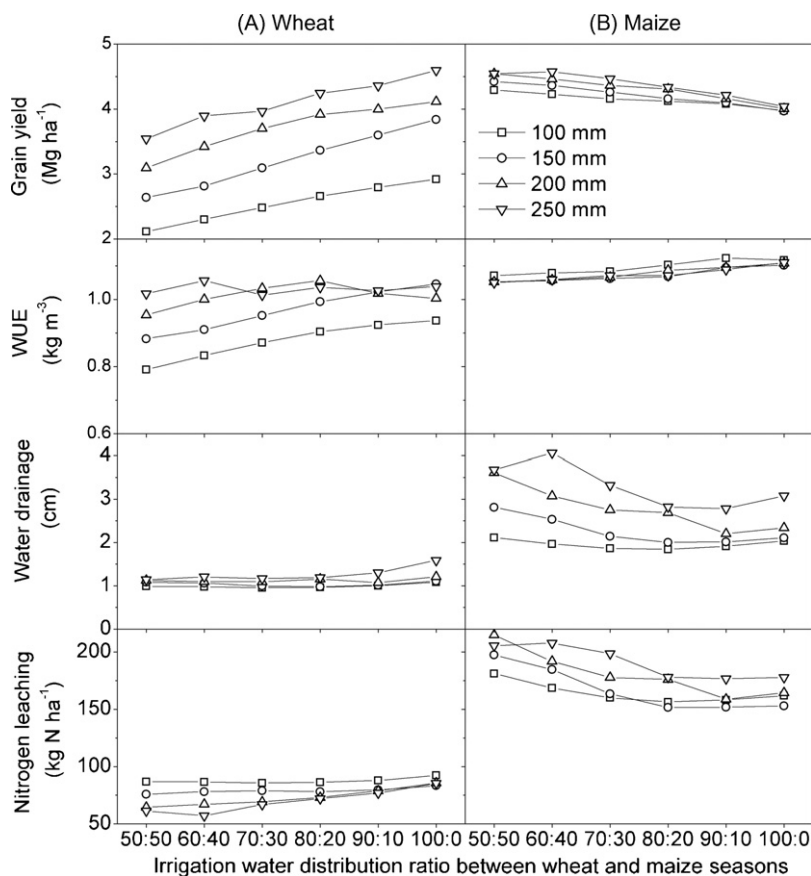 (A) Wheat
(B) Maize
Grain yield
(Mg ha⁻¹)
5
4
3
2
100 mm
150 mm
200 mm
250 mm
WUE
(kg m⁻³)
1.0
0.8
0.6
Water drainage
(cm)
4
3
2
1
0
Nitrogen leaching
(kg N ha⁻¹)
200
150
100
50
50:50 60:40 70:30 80:20 90:10 100:0 50:50 60:40 70:30 80:20 90:10 100:0
Irrigation water distribution ratio between wheat and maize seasons